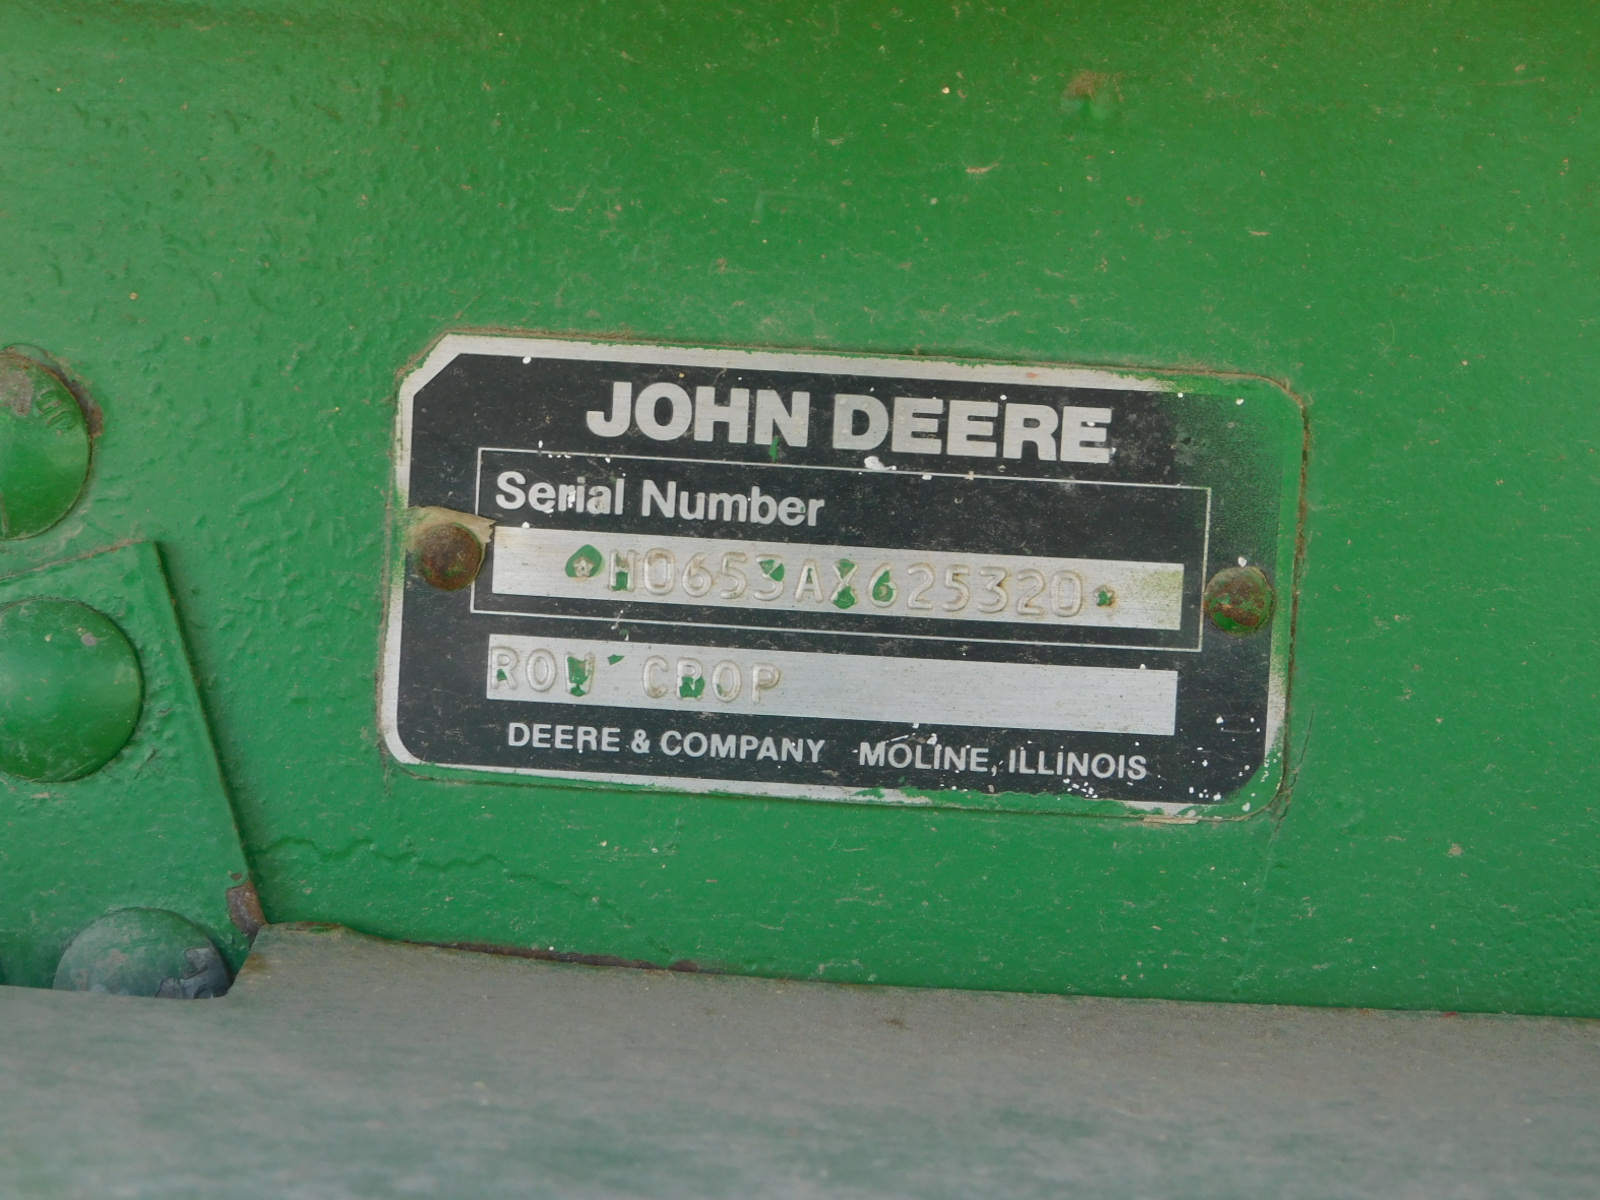 JOHN DEERE
Serial Number
*H0653AX625320*
ROW CROP
DEERE & COMPANY MOLINE, ILLINOIS